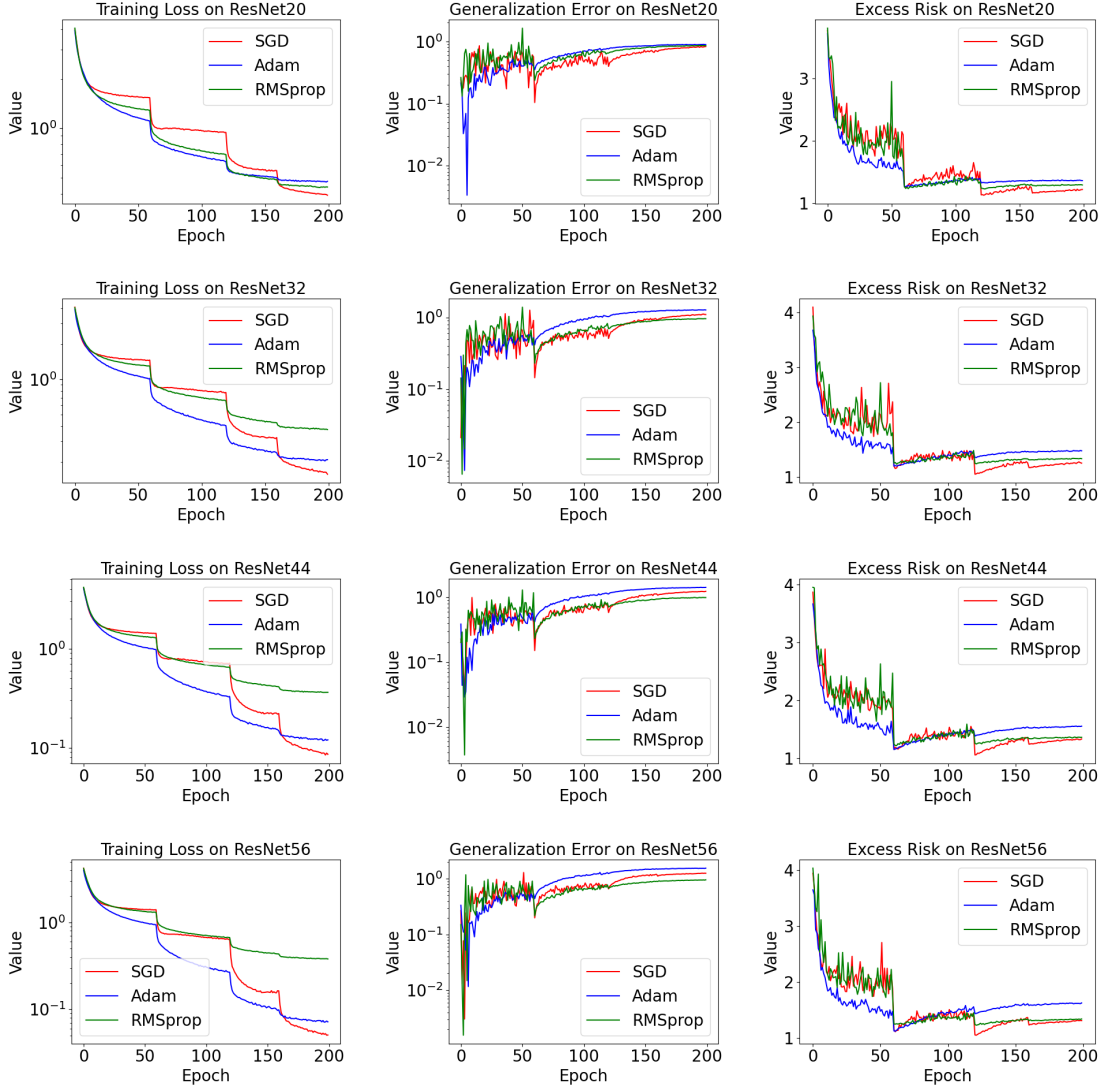 Training Loss on ResNet20
Value
10^0
SGD
Adam
RMSprop
0 50 100 150 200
Epoch
Generalization Error on ResNet20
Value
10^0
10^-1
10^-2
SGD
Adam
RMSprop
0 50 100 150 200
Epoch
Excess Risk on ResNet20
Value
3
2
1
SGD
Adam
RMSprop
0 50 100 150 200
Epoch
Training Loss on ResNet32
Value
10^0
SGD
Adam
RMSprop
0 50 100 150 200
Epoch
Generalization Error on ResNet32
Value
10^0
10^-1
10^-2
SGD
Adam
RMSprop
0 50 100 150 200
Epoch
Excess Risk on ResNet32
Value
4
3
2
1
SGD
Adam
RMSprop
0 50 100 150 200
Epoch
Training Loss on ResNet44
Value
10^0
10^-1
SGD
Adam
RMSprop
0 50 100 150 200
Epoch
Generalization Error on ResNet44
Value
10^0
10^-1
10^-2
SGD
Adam
RMSprop
0 50 100 150 200
Epoch
Excess Risk on ResNet44
Value
4
3
2
1
SGD
Adam
RMSprop
0 50 100 150 200
Epoch
Training Loss on ResNet56
Value
10^0
10^-1
SGD
Adam
RMSprop
0 50 100 150 200
Epoch
Generalization Error on ResNet56
Value
10^0
10^-1
10^-2
SGD
Adam
RMSprop
0 50 100 150 200
Epoch
Excess Risk on ResNet56
Value
4
3
2
1
SGD
Adam
RMSprop
0 50 100 150 200
Epoch